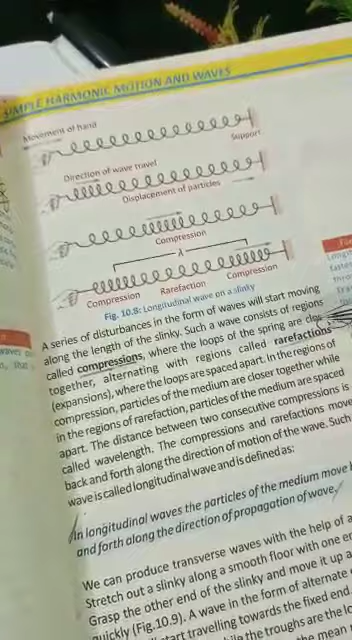 SIMPLE HARMONIC MOTION AND WAVES
Movement of hand
Support
Direction of wave travel
Displacement of particles
Compression
λ
Compression Rarefaction Compression
Fig. 10.8: Longitudinal wave on a slinky
A series of disturbances in the form of waves will start moving
along the length of the slinky. Such a wave consists of regions
called compressions, where the loops of the spring are
together, alternating with regions called rarefactions
(expansions), where the loops are spaced apart. In the regions of
compression, particles of the medium are closer together while
in the regions of rarefaction, particles of the medium are spaced
apart. The distance between two consecutive compressions is
called wavelength. The compressions and rarefactions move
back and forth along the direction of motion of the wave. Such
wave is called longitudinal wave and is defined as:
In longitudinal waves the particles of the medium move
and forth along the direction of propagation of wave.
We can produce transverse waves with the help of a
Stretch out a slinky along a smooth floor with one
Grasp the other end of the slinky and move it up
quickly (Fig.10.9). A wave in the form of alternate
start travelling towards the fixed end.
the troughs are the
the mean